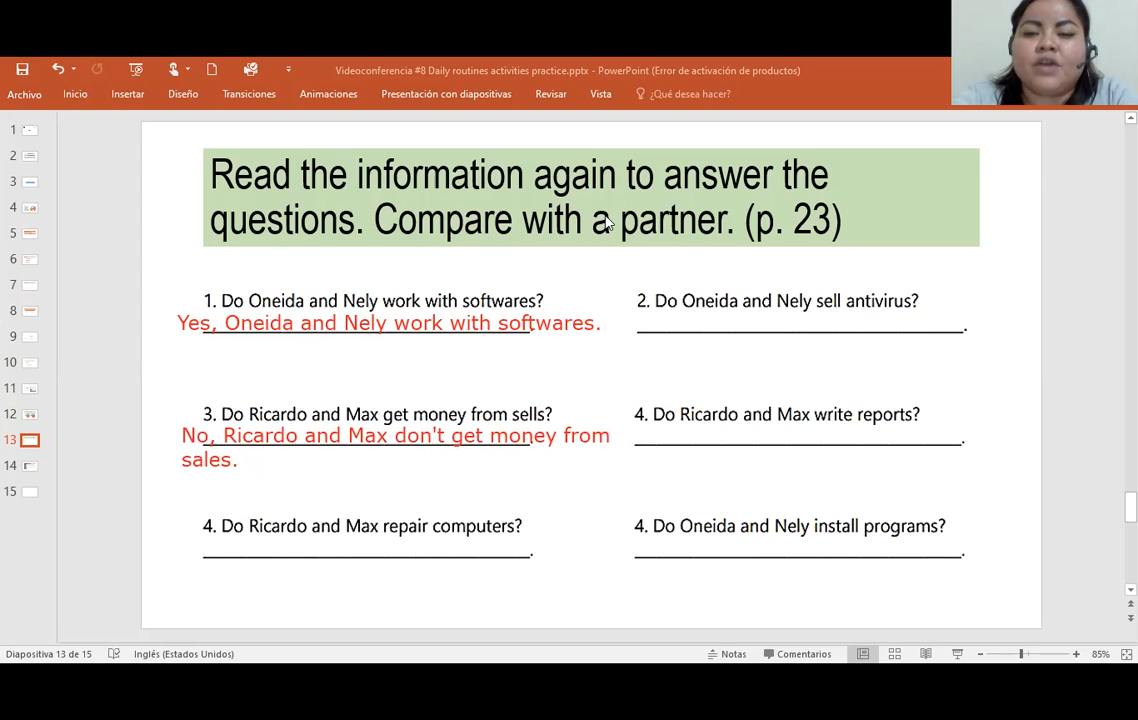 Videoconferencia #8 Daily routines activities practice.pptx - PowerPoint (Error de activación de productos)
Archivo Inicio Insertar Diseño Transiciones Animaciones Presentación con diapositivas Revisar Vista ¿Qué desea hacer?
1
2
3
4
5
6
7
8
9
10
11
12
13
14
15
Read the information again to answer the
questions. Compare with a partner. (p. 23)
1. Do Oneida and Nely work with softwares?
Yes, Oneida and Nely work with softwares.
2. Do Oneida and Nely sell antivirus?
3. Do Ricardo and Max get money from sells?
No, Ricardo and Max don't get money from
sales.
4. Do Ricardo and Max write reports?
4. Do Ricardo and Max repair computers?
4. Do Oneida and Nely install programs?
Diapositiva 13 de 15 Inglés (Estados Unidos) Notas Comentarios 85%